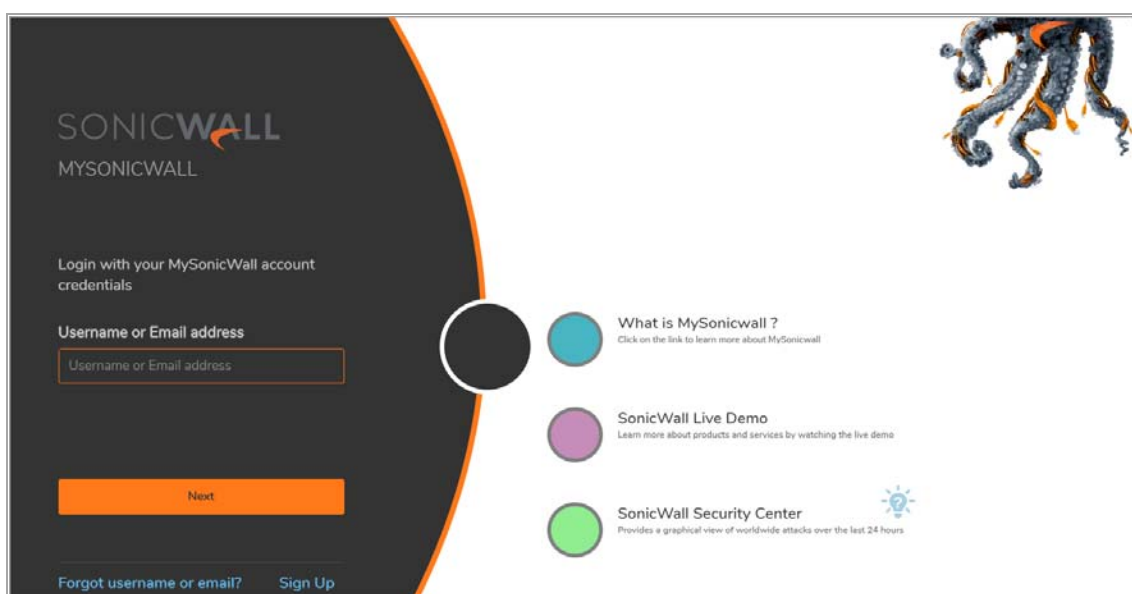 SONICWALL
MYSONICWALL
Login with your MySonicWall account
credentials
Username or Email address
Username or Email address
Next
Forgot username or email?
Sign Up
What is MySonicwall ?
Click on the link to learn more about MySonicwall
SonicWall Live Demo
Learn more about products and services by watching the live demo
SonicWall Security Center
Provides a graphical view of worldwide attacks over the last 24 hours